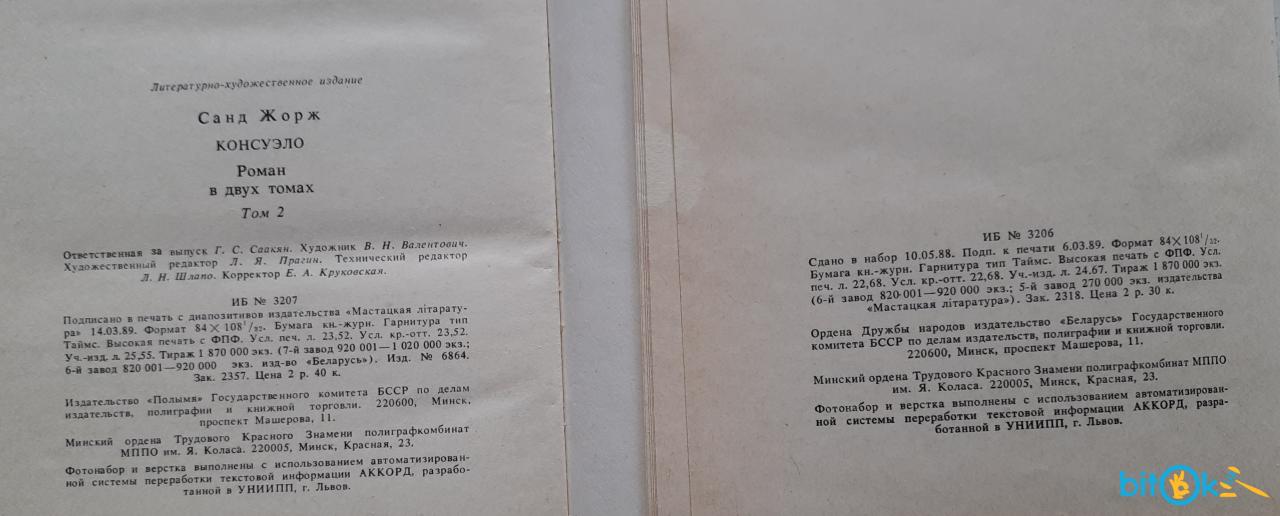 Литературно-художественное издание
Санд Жорж
КОНСУЭЛО
Роман
в двух томах
Том 2
Ответственная за выпуск Г. С. Саакян. Художник В. Н. Валентович.
Художественный редактор Л. Я. Прагин. Технический редактор
Л. Н. Шлапо. Корректор Е. А. Круковская.
ИБ № 3207
Подписано в печать с диапозитивов издательства «Мастацкая лiтарату-
ра» 14.03.89. Формат 84×108¹/₃₂. Бумага кн.-журн. Гарнитура тип
Таймс. Высокая печать с ФПФ. Усл. печ. л. 23,52. Усл. кр.-отт. 23,52.
Уч.-изд. л. 25,55. Тираж 1 870 000 экз. (7-й завод 920 001—1 020 000 экз.;
6-й завод 820 001—920 000 экз. изд-во «Беларусь»). Изд. № 6864.
Зак. 2357. Цена 2 р. 40 к.
Издательство «Полымя» Государственного комитета БССР по делам
издательств, полиграфии и книжной торговли. 220600, Минск,
проспект Машерова, 11.
Минский ордена Трудового Красного Знамени полиграфкомбинат
МППО им. Я. Коласа. 220005, Минск, Красная, 23.
Фотонабор и верстка выполнены с использованием автоматизирован-
ной системы переработки текстовой информации АККОРД, разрабо-
танной в УНИИПП, г. Львов.
ИБ № 3206
Сдано в набор 10.05.88. Подп. к печати 6.03.89. Формат 84×108¹/₃₂.
Бумага кн.-журн. Гарнитура тип Таймс. Высокая печать с ФПФ. Усл.
печ. л. 22,68. Усл. кр.-отт. 22,68. Уч.-изд. л. 24.67. Тираж 1 870 000 экз.
(6-й завод 820·001—920 000 экз.; 5-й завод 270 000 экз. издательства
«Мастацкая лiтаратура»). Зак. 2318. Цена 2 р. 30 к.
Ордена Дружбы народов издательство «Беларусь» Государственного
комитета БССР по делам издательств, полиграфии и книжной торговли.
220600, Минск, проспект Машерова, 11.
Минский ордена Трудового Красного Знамени полиграфкомбинат МППО
им. Я. Коласа. 220005, Минск, Красная, 23.
Фотонабор и верстка выполнены с использованием автоматизирован-
ной системы переработки текстовой информации АККОРД, разра-
ботанной в УНИИПП, г. Львов.
bitOk